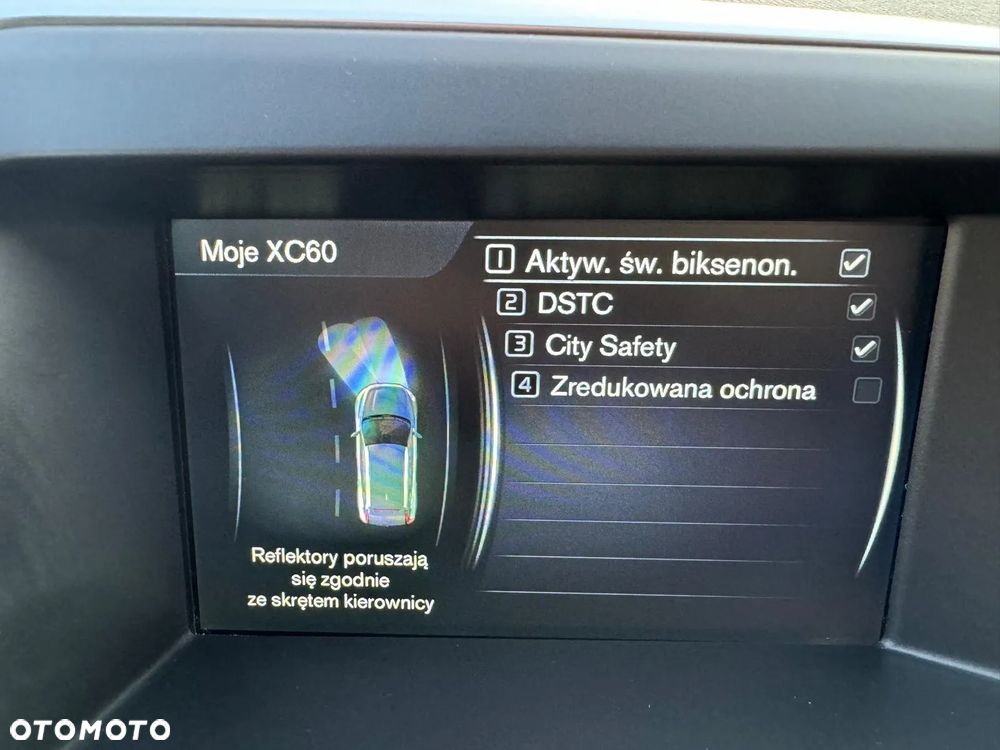 Moje XC60
1 Aktyw. św. biksenon.
2 DSTC
3 City Safety
4 Zredukowana ochrona
Reflektory poruszają
się zgodnie
ze skrętem kierownicy
OTOMOTO